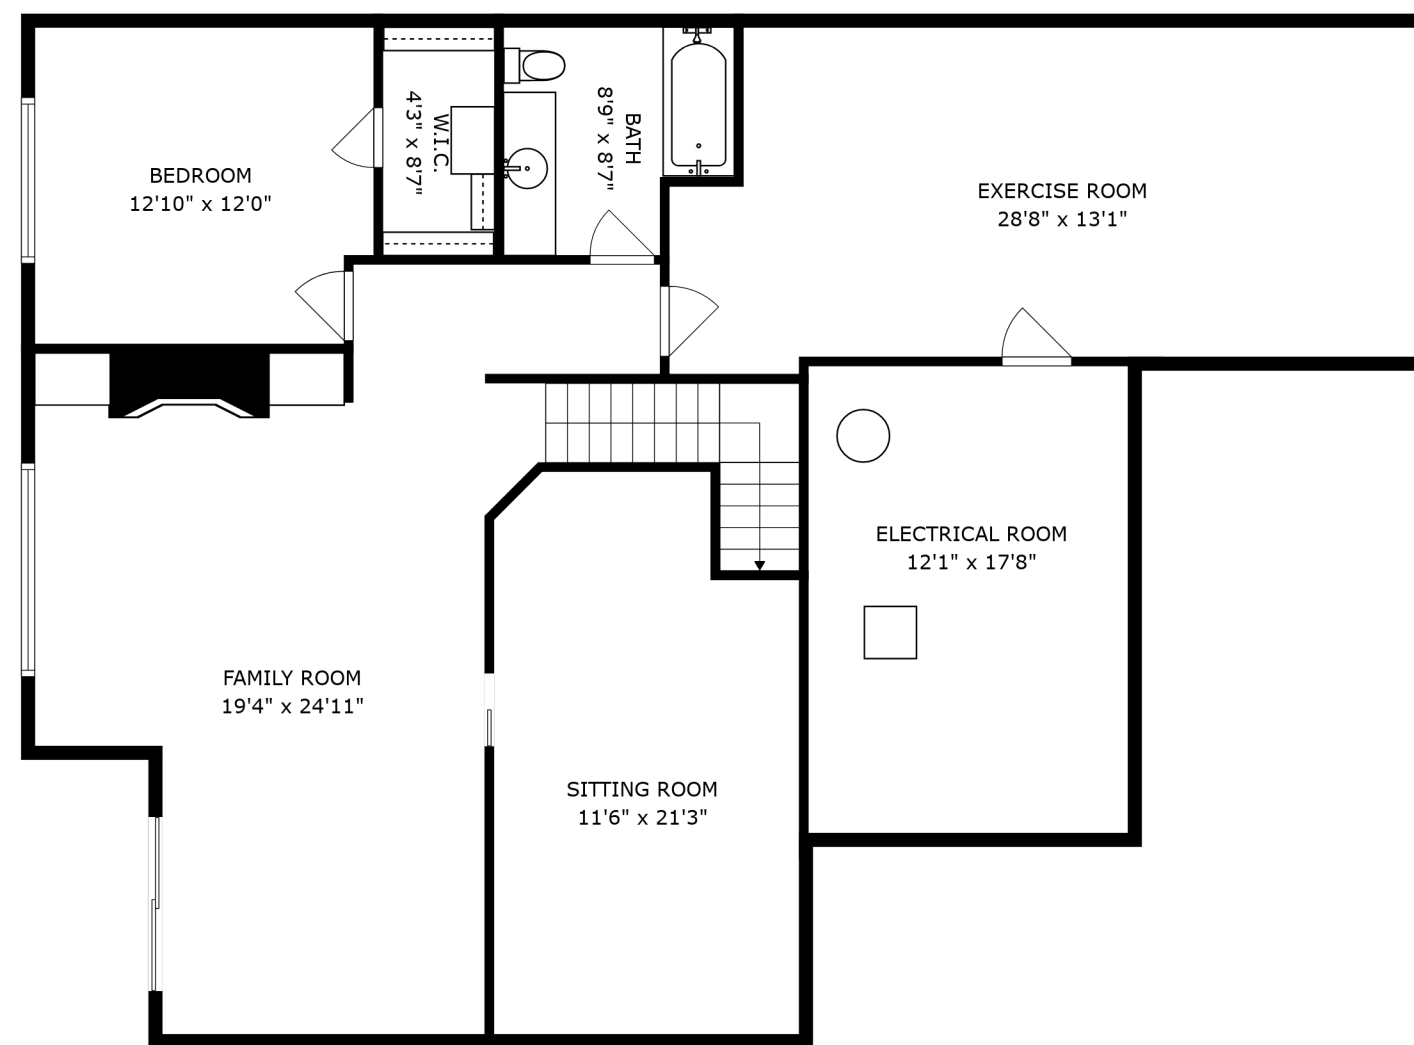 BEDROOM
12'10" x 12'0"
W.I.C.
4'3" x 8'7"
BATH
8'9" x 8'7"
EXERCISE ROOM
28'8" x 13'1"
ELECTRICAL ROOM
12'1" x 17'8"
FAMILY ROOM
19'4" x 24'11"
SITTING ROOM
11'6" x 21'3"